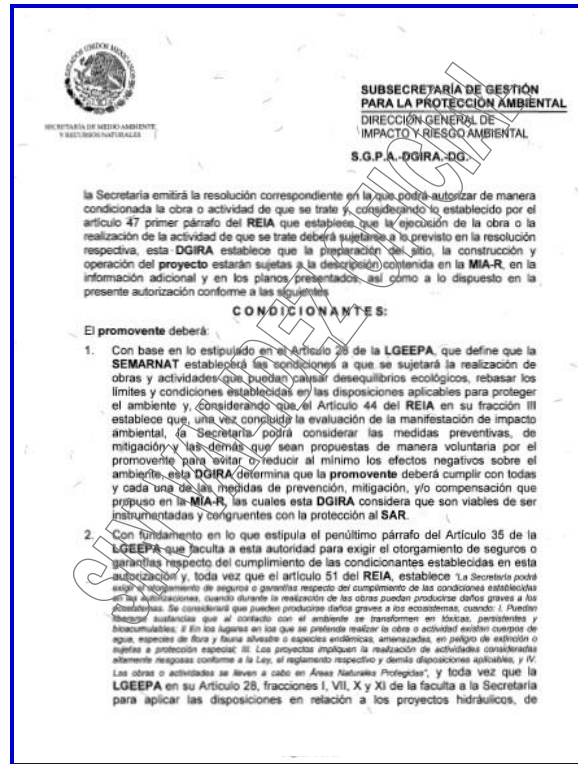 ESTADOS UNIDOS MEXICANOS
SECRETARÍA DE MEDIO AMBIENTE
Y RECURSOS NATURALES
SUBSECRETARÍA DE GESTIÓN
PARA LA PROTECCIÓN AMBIENTAL
DIRECCIÓN GENERAL DE
IMPACTO Y RIESGO AMBIENTAL
S.G.P.A.-DGIRA.-DG.
la Secretaría emitirá la resolución correspondiente en la que podrá autorizar de manera
condicionada la obra o actividad de que se trate y, considerando lo establecido por el
artículo 47 primer párrafo del REIA que establece que la ejecución de la obra o la
realización de la actividad de que se trate deberá sujetarse a lo previsto en la resolución
respectiva, esta DGIRA establece que la preparación del sitio, la construcción y
operación del proyecto estarán sujetas a la descripción contenida en la MIA-R, en la
información adicional y en los planos presentados, así como a lo dispuesto en la
presente autorización conforme a las siguientes
CONDICIONANTES:
El promovente deberá:
1. Con base en lo estipulado en el Artículo 28 de la LGEEPA, que define que la
SEMARNAT establecerá las condiciones a que se sujetará la realización de
obras y actividades que puedan causar desequilibrios ecológicos, rebasar los
límites y condiciones establecidas en las disposiciones aplicables para proteger
el ambiente y, considerando que el Artículo 44 del REIA en su fracción III
establece que, una vez concluida la evaluación de la manifestación de impacto
ambiental, la Secretaría podrá considerar las medidas preventivas, de
mitigación y las demás que sean propuestas de manera voluntaria por el
promovente para evitar o reducir al mínimo los efectos negativos sobre el
ambiente, esta DGIRA determina que la promovente deberá cumplir con todas
y cada una de las medidas de prevención, mitigación, y/o compensación que
propuso en la MIA-R, las cuales esta DGIRA considera que son viables de ser
instrumentadas y congruentes con la protección al SAR.
2. Con fundamento en lo que estipula el penúltimo párrafo del Artículo 35 de la
LGEEPA que faculta a esta autoridad para exigir el otorgamiento de seguros o
garantías respecto del cumplimiento de las condicionantes establecidas en esta
autorización y, toda vez que el artículo 51 del REIA, establece "La Secretaría podrá
exigir el otorgamiento de seguros o garantías respecto del cumplimiento de las condiciones establecidas
en las autorizaciones, cuando durante la realización de las obras puedan producirse daños graves a los
ecosistemas. Se considerará que pueden producirse daños graves a los ecosistemas, cuando: I. Puedan
liberarse sustancias que al contacto con el ambiente se transformen en tóxicas, persistentes y
bioacumulables; II En los lugares en los que se pretenda realizar la obra o actividad existan cuerpos de
agua, especies de flora y fauna silvestre o especies endémicas, amenazadas, en peligro de extinción o
sujetas a protección especial; III. Los proyectos impliquen la realización de actividades consideradas
altamente riesgosas conforme a la Ley, el reglamento respectivo y demás disposiciones aplicables, y IV.
Las obras o actividades se lleven a cabo en Áreas Naturales Protegidas", y toda vez que la
LGEEPA en su Artículo 28, fracciones I, VII, X y XI de la faculta a la Secretaría
para aplicar las disposiciones en relación a los proyectos hidráulicos, de
SIN VALIDEZ OFICIAL